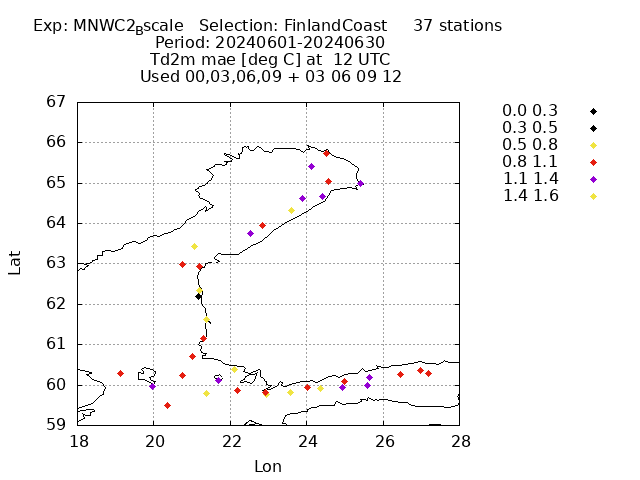 Exp: MNWC2Bscale Selection: FinlandCoast 37 stations
Period: 20240601-20240630
Td2m mae [deg C] at 12 UTC
Used 00,03,06,09 + 03 06 09 12
67
66
65
64
63
62
61
60
59
Lat
18 20 22 24 26 28
Lon
0.0 0.3
0.3 0.5
0.5 0.8
0.8 1.1
1.1 1.4
1.4 1.6